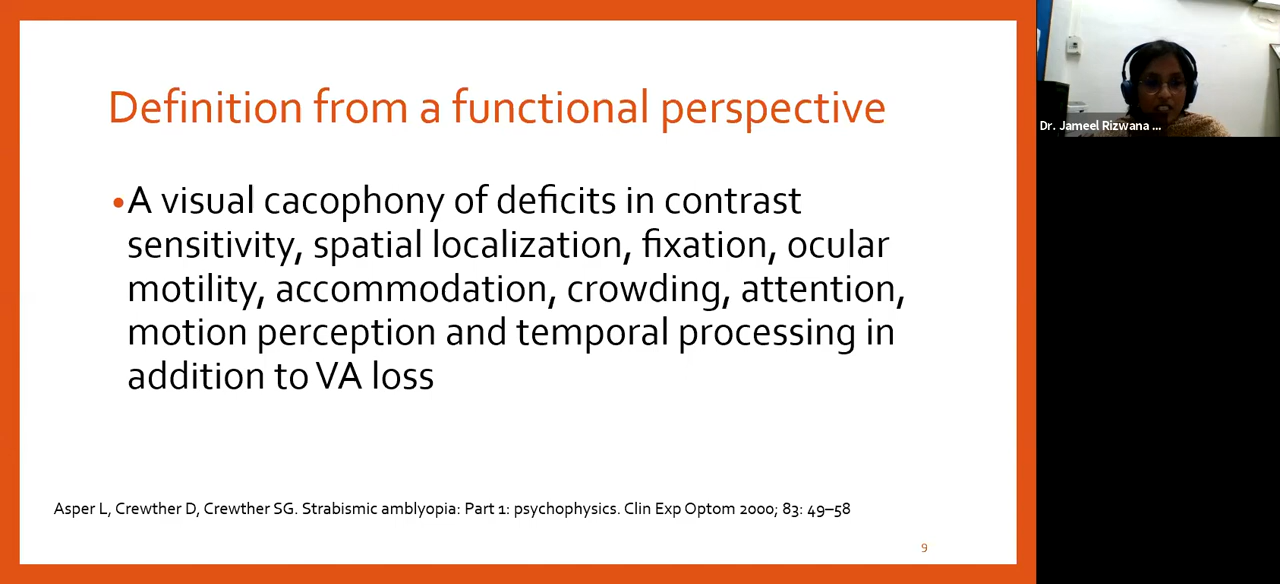 Definition from a functional perspective
•A visual cacophony of deficits in contrast
sensitivity, spatial localization, fixation, ocular
motility, accommodation, crowding, attention,
motion perception and temporal processing in
addition to VA loss
Asper L, Crewther D, Crewther SG. Strabismic amblyopia: Part 1: psychophysics. Clin Exp Optom 2000; 83: 49–58
9
Dr. Jameel Rizwana ...